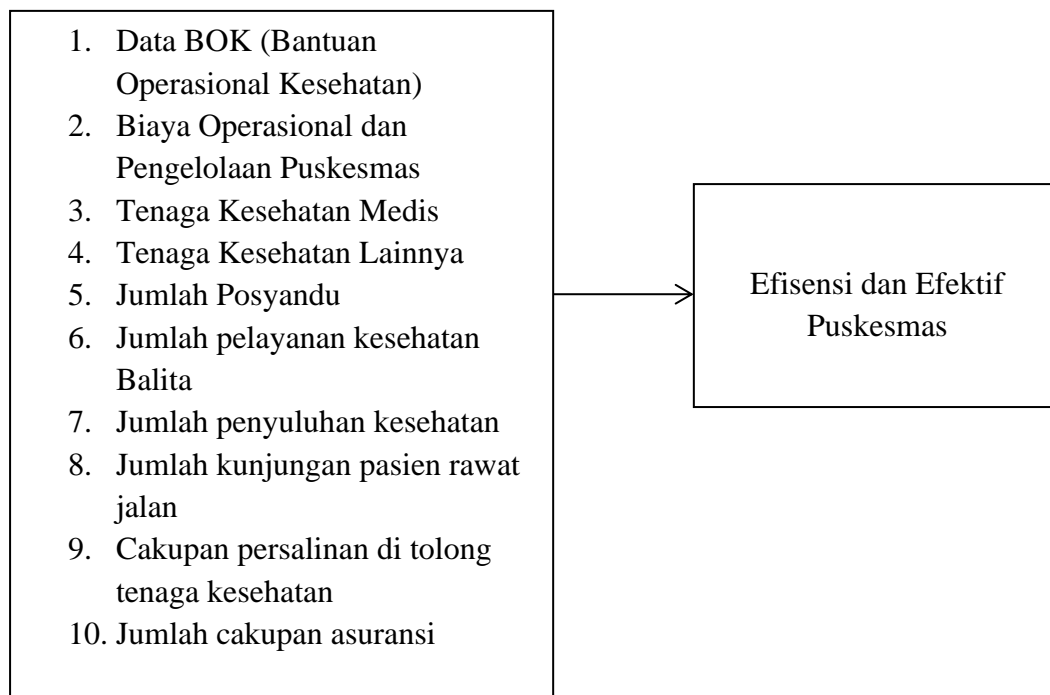 1. Data BOK (Bantuan
Operasional Kesehatan)
2. Biaya Operasional dan
Pengelolaan Puskesmas
3. Tenaga Kesehatan Medis
4. Tenaga Kesehatan Lainnya
5. Jumlah Posyandu
6. Jumlah pelayanan kesehatan
Balita
7. Jumlah penyuluhan kesehatan
8. Jumlah kunjungan pasien rawat
jalan
9. Cakupan persalinan di tolong
tenaga kesehatan
10. Jumlah cakupan asuransi
Efisensi dan Efektif
Puskesmas